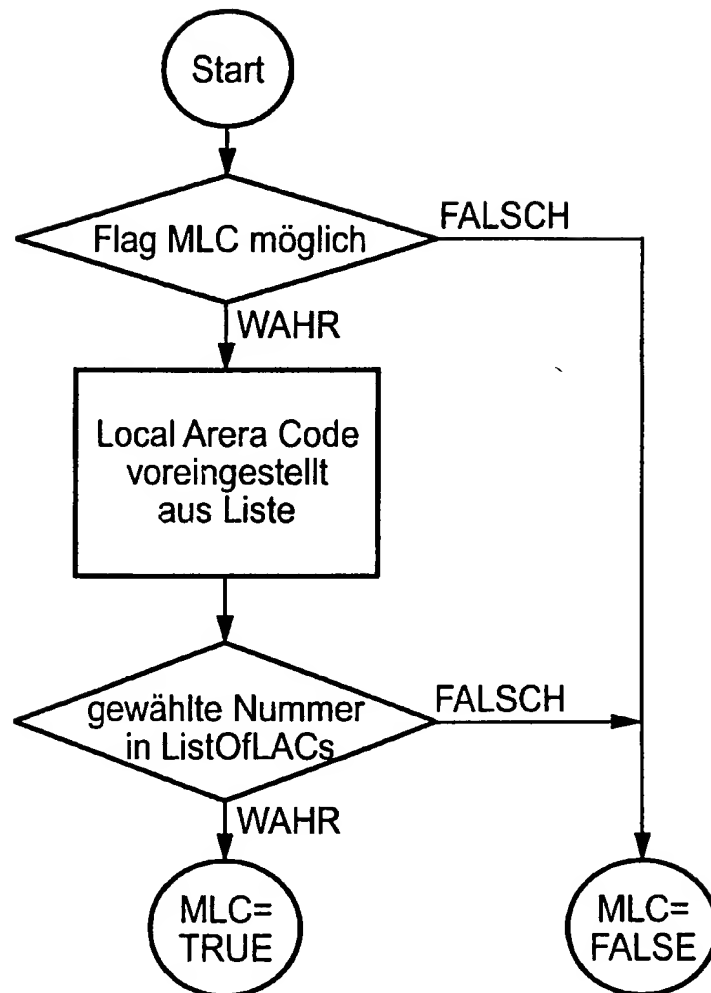 Start
Flag MLC möglich
FALSCH
WAHR
Local Arera Code
voreingestellt
aus Liste
gewählte Nummer
in ListOfLACs
FALSCH
WAHR
MLC=
TRUE
MLC=
FALSE